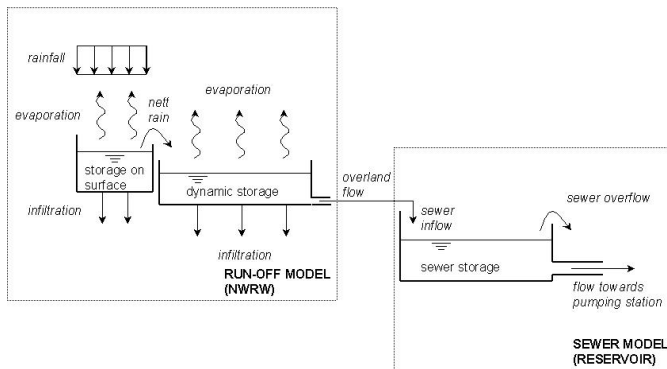 rainfall
evaporation
nett
rain
evaporation
storage on
surface
dynamic storage
infiltration
infiltration
overland
flow
RUN-OFF MODEL
(NWRW)
sewer
inflow
sewer overflow
sewer storage
flow towards
pumping station
SEWER MODEL
(RESERVOIR)